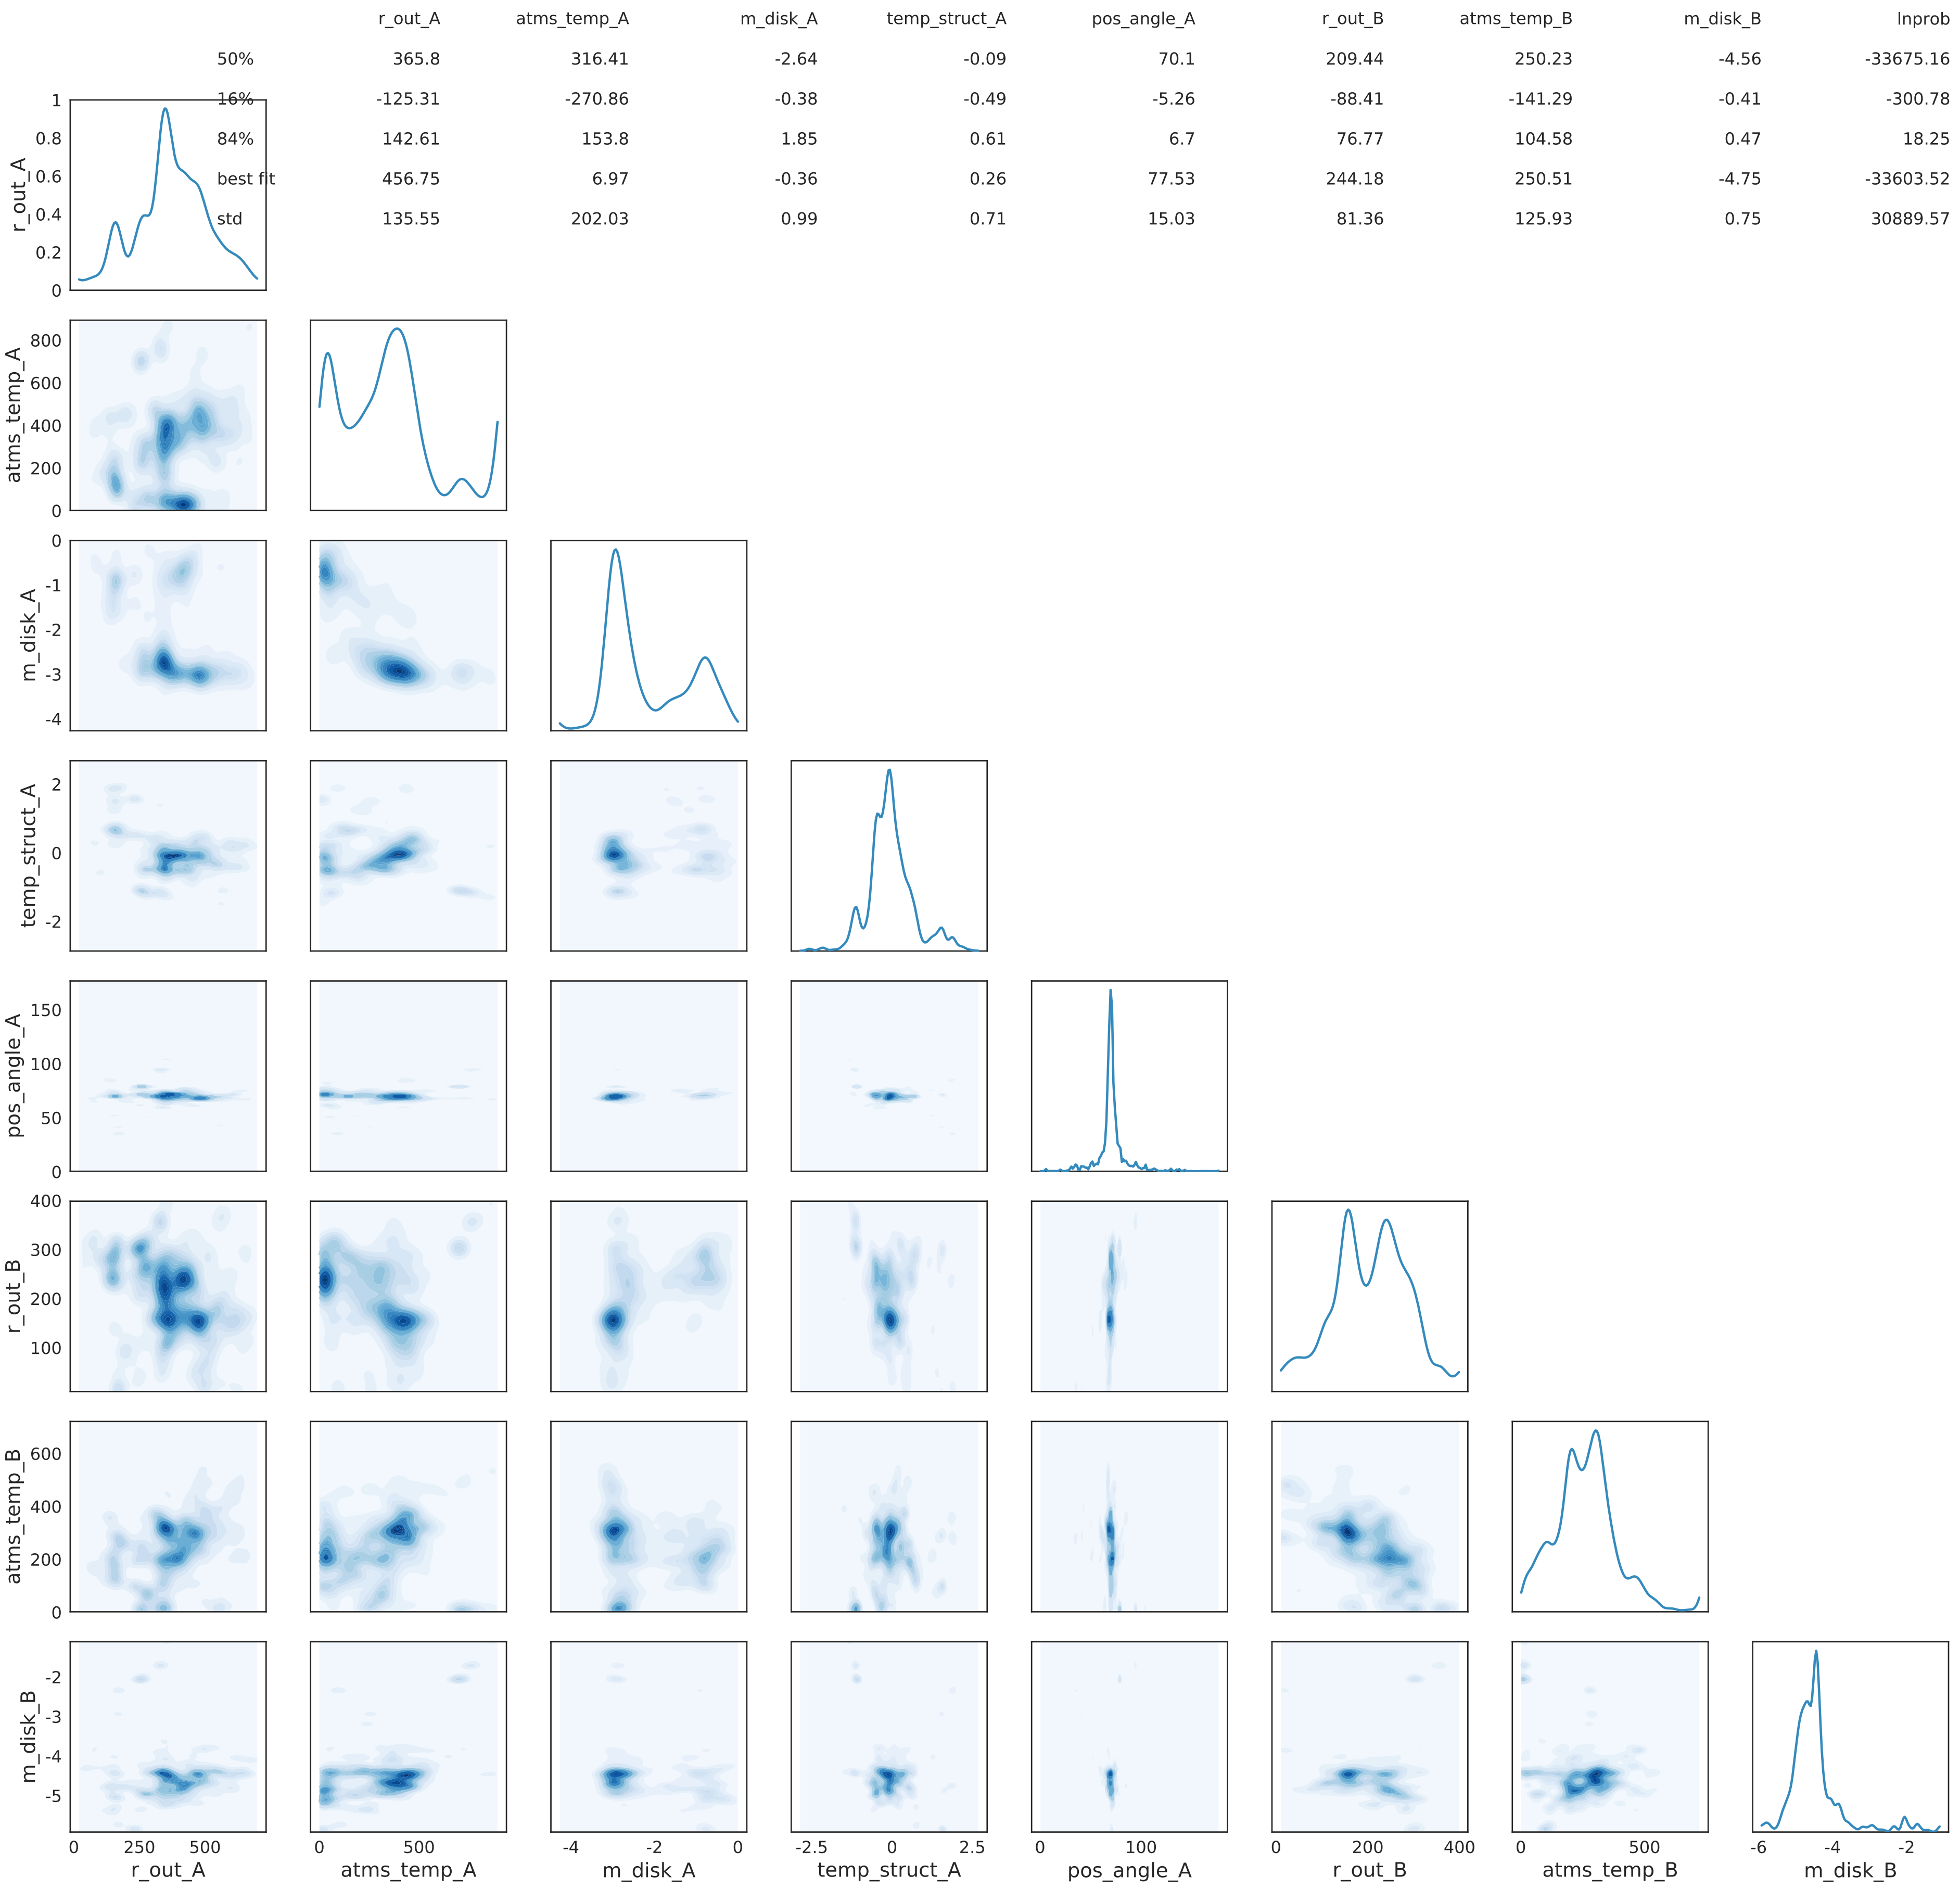 r_out_A atms_temp_A m_disk_A temp_struct_A pos_angle_A r_out_B atms_temp_B m_disk_B lnprob
50% 365.8 316.41 -2.64 -0.09 70.1 209.44 250.23 -4.56 -33675.16
16% -125.31 -270.86 -0.38 -0.49 -5.26 -88.41 -141.29 -0.41 -300.78
84% 142.61 153.8 1.85 0.61 6.7 76.77 104.58 0.47 18.25
best fit 456.75 6.97 -0.36 0.26 77.53 244.18 250.51 -4.75 -33603.52
std 135.55 202.03 0.99 0.71 15.03 81.36 125.93 0.75 30889.57
r_out_A
1
0.8
0.6
0.4
0.2
0
atms_temp_A
800
600
400
200
0
m_disk_A
0
-1
-2
-3
-4
temp_struct_A
2
0
-2
pos_angle_A
150
100
50
0
r_out_B
400
300
200
100
atms_temp_B
600
400
200
0
m_disk_B
-2
-3
-4
-5
0 250 500 0 500 -4 -2 0 -2.5 0 2.5 0 100 0 200 400 0 500 -6 -4 -2
r_out_A atms_temp_A m_disk_A temp_struct_A pos_angle_A r_out_B atms_temp_B m_disk_B